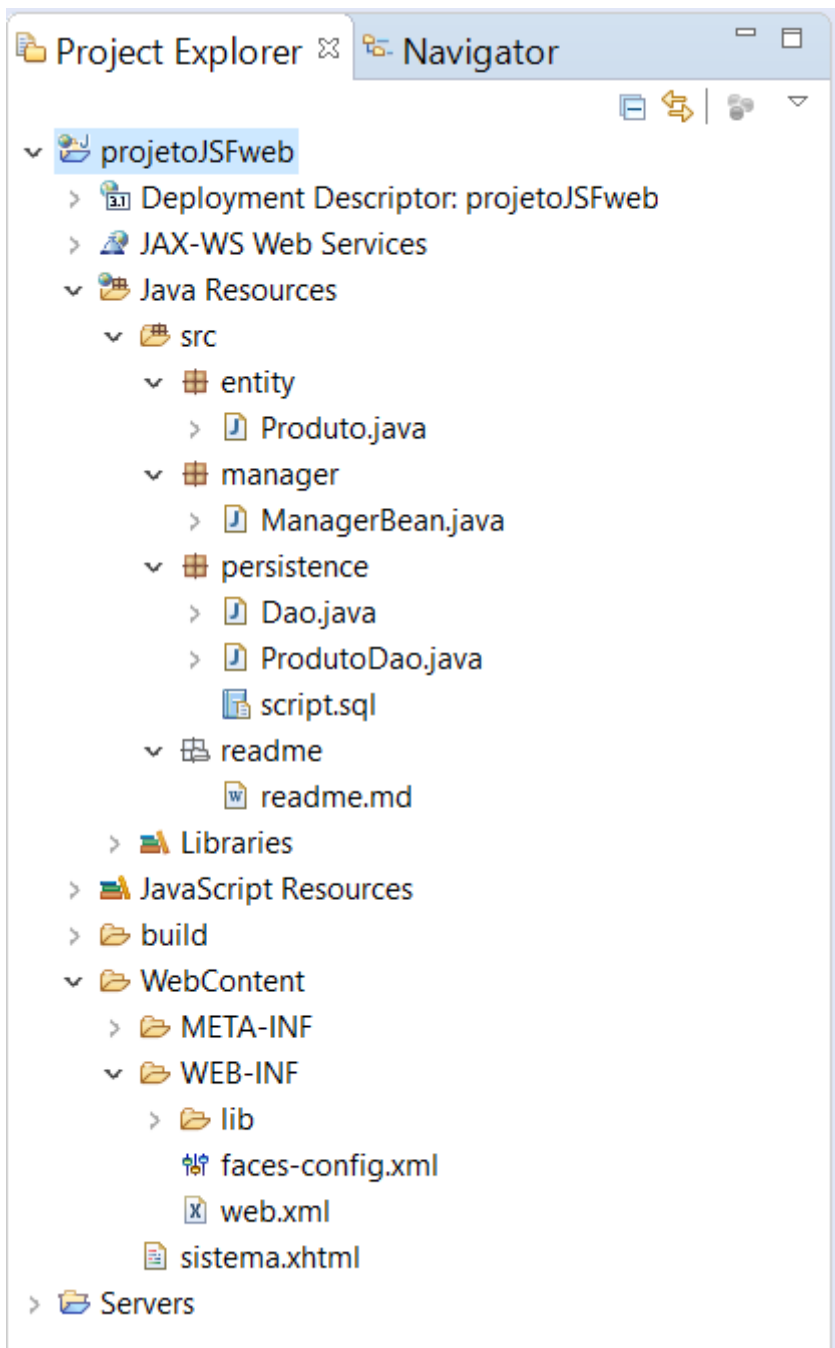 Project Explorer Navigator
projetoJSFweb
Deployment Descriptor: projetoJSFweb
JAX-WS Web Services
Java Resources
src
entity
Produto.java
manager
ManagerBean.java
persistence
Dao.java
ProdutoDao.java
script.sql
readme
readme.md
Libraries
JavaScript Resources
build
WebContent
META-INF
WEB-INF
lib
faces-config.xml
web.xml
sistema.xhtml
Servers